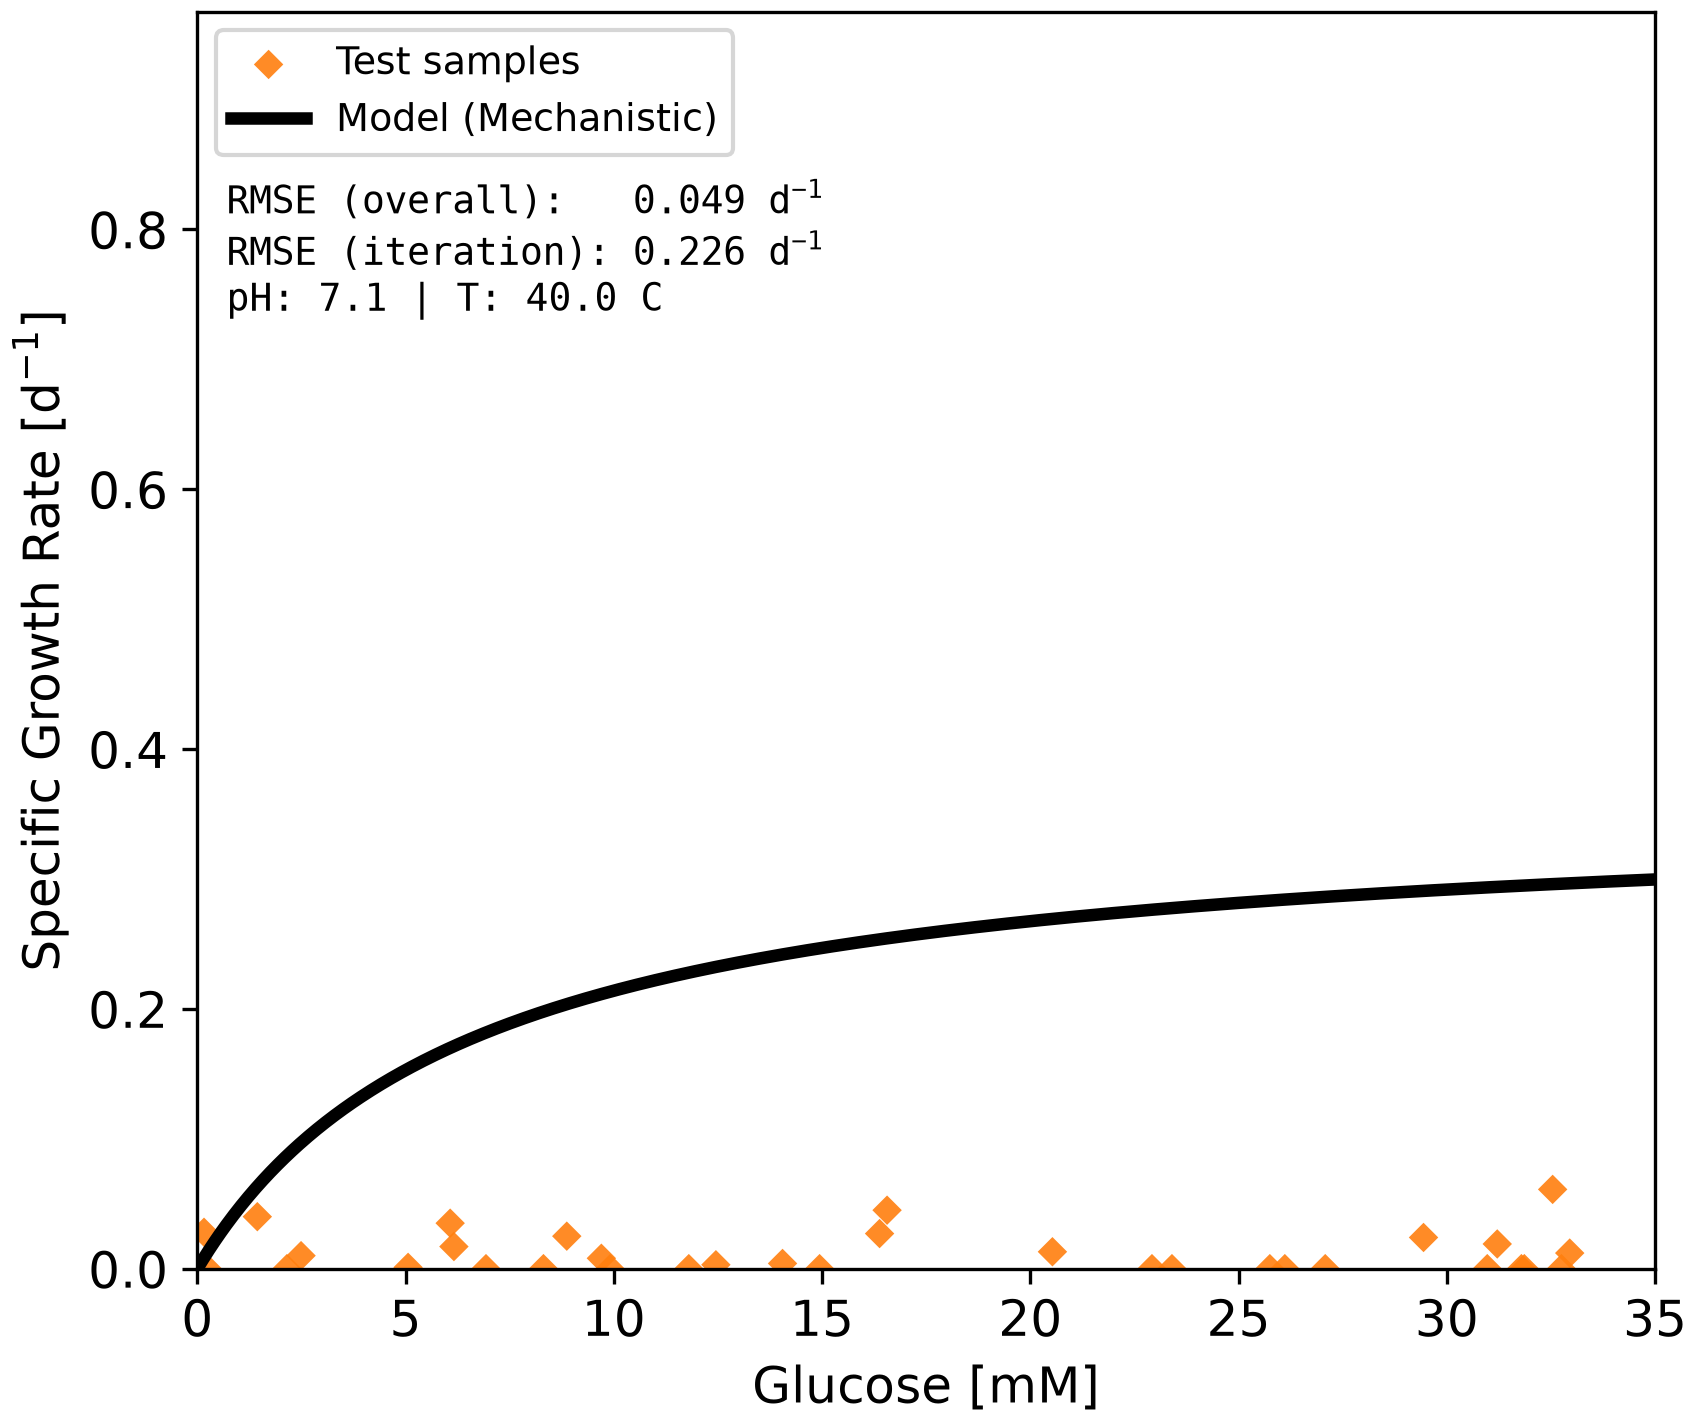 Test samples
Model (Mechanistic)
RMSE (overall): 0.049 d⁻¹
RMSE (iteration): 0.226 d⁻¹
pH: 7.1 | T: 40.0 C
Specific Growth Rate [d⁻¹]
0.8
0.6
0.4
0.2
0.0
0 5 10 15 20 25 30 35
Glucose [mM]